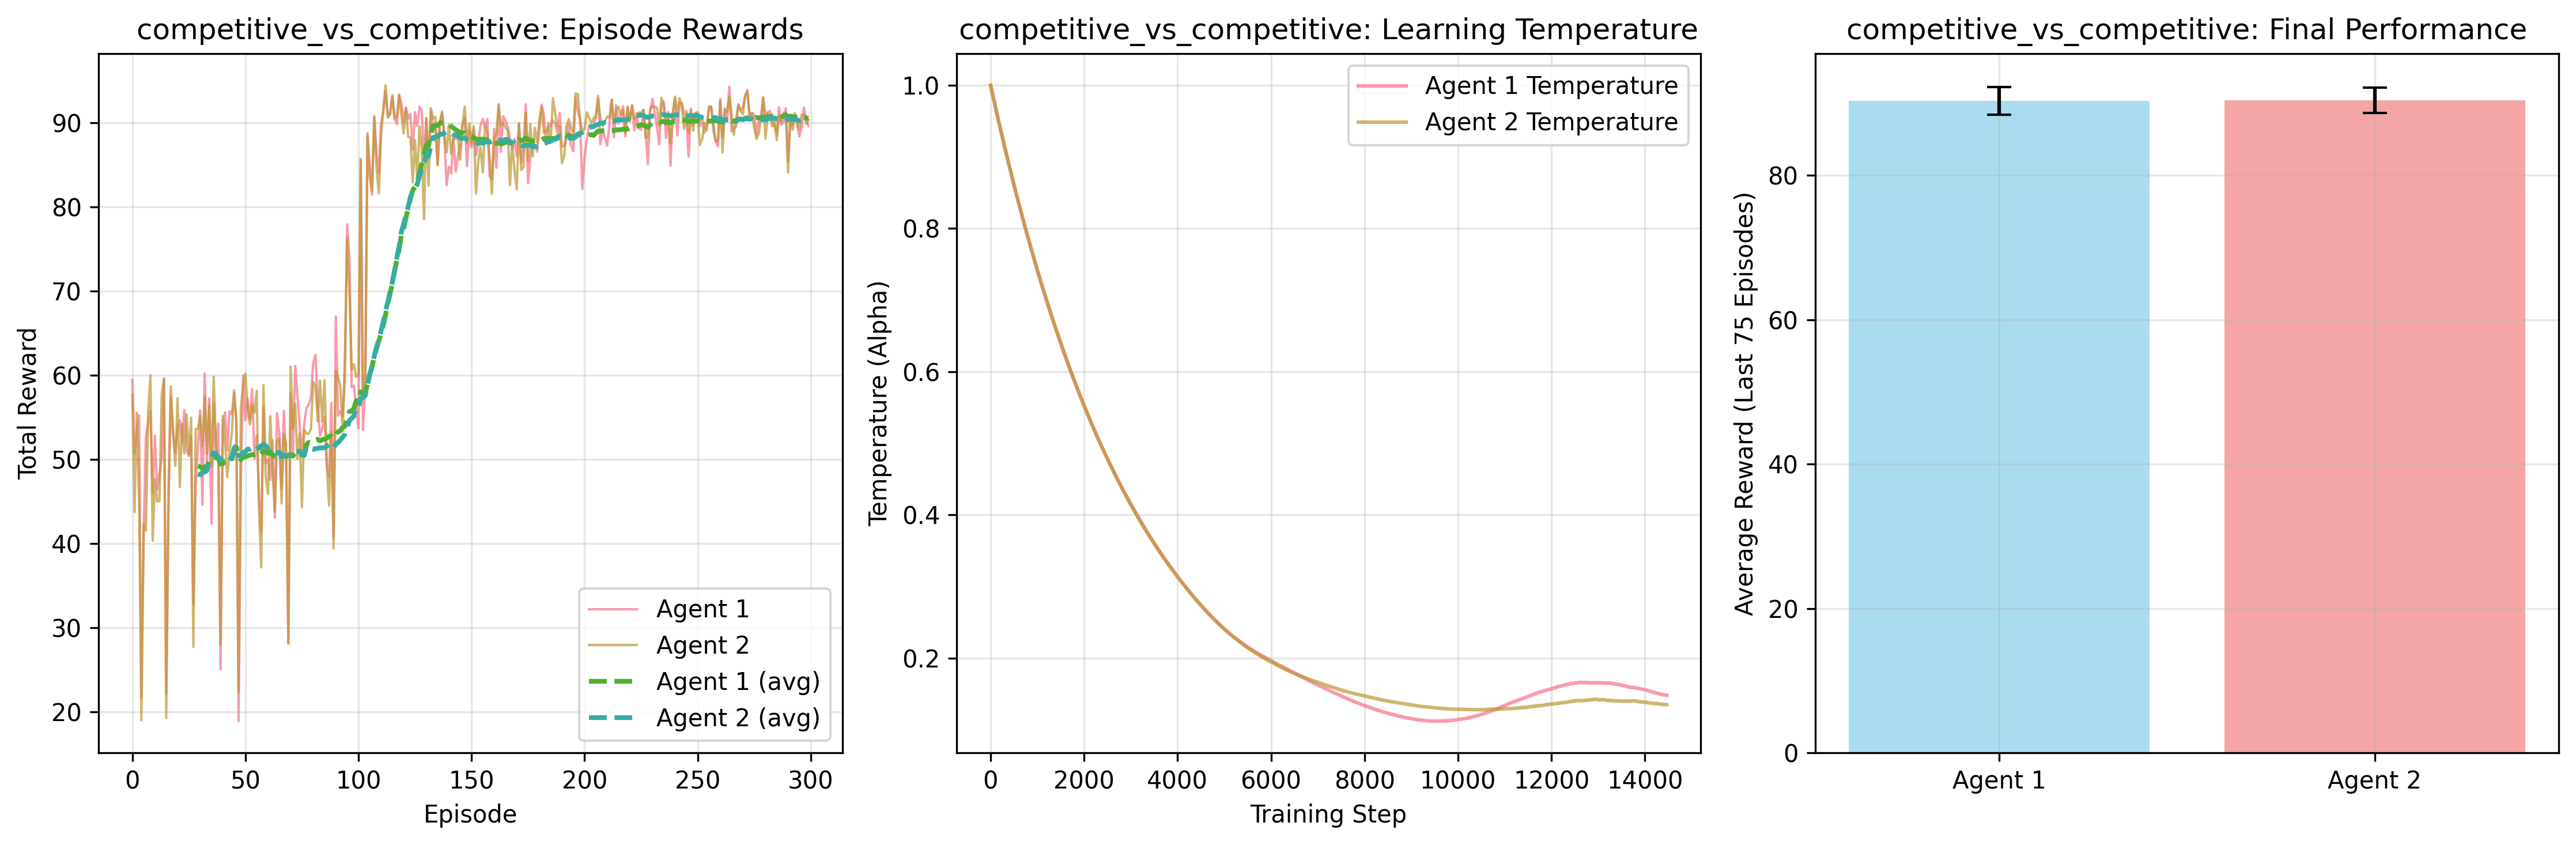 competitive_vs_competitive: Episode Rewards
Total Reward
90
80
70
60
50
40
30
20
Agent 1
Agent 2
Agent 1 (avg)
Agent 2 (avg)
0 50 100 150 200 250 300
Episode
competitive_vs_competitive: Learning Temperature
Temperature (Alpha)
1.0
0.8
0.6
0.4
0.2
Agent 1 Temperature
Agent 2 Temperature
0 2000 4000 6000 8000 10000 12000 14000
Training Step
competitive_vs_competitive: Final Performance
Average Reward (Last 75 Episodes)
80
60
40
20
0
Agent 1 Agent 2